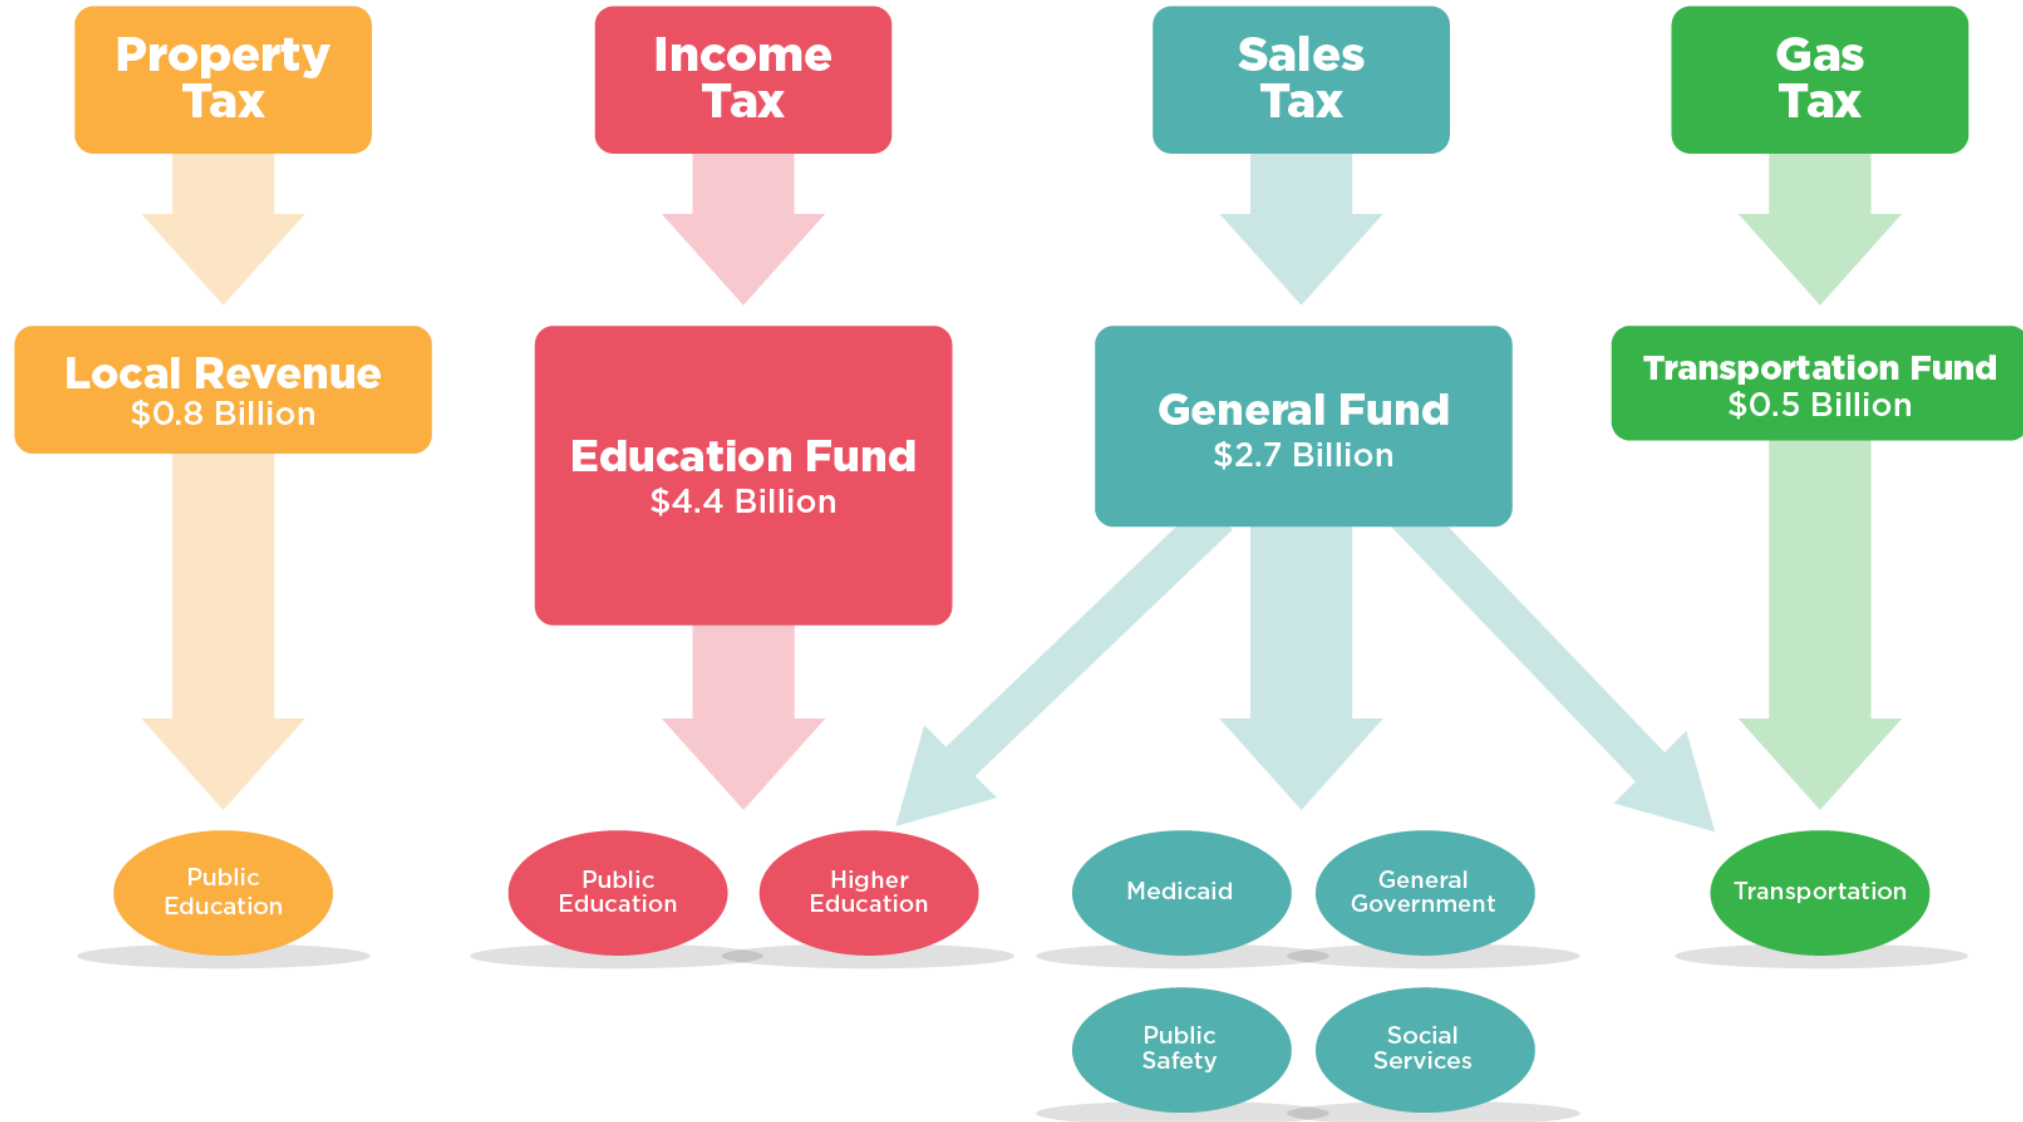 Property
Tax
Income
Tax
Sales
Tax
Gas
Tax
Local Revenue
$0.8 Billion
Education Fund
$4.4 Billion
General Fund
$2.7 Billion
Transportation Fund
$0.5 Billion
Public
Education
Public
Education
Higher
Education
Medicaid
General
Government
Transportation
Public
Safety
Social
Services